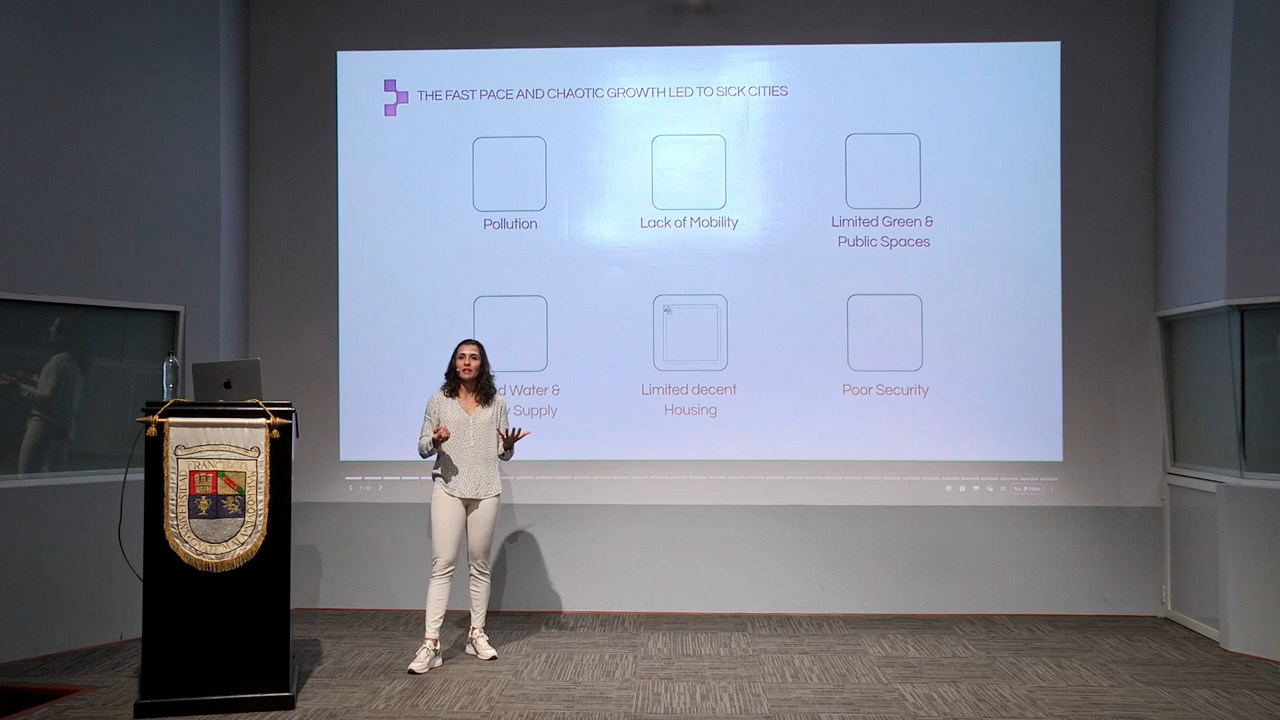 THE FAST PACE AND CHAOTIC GROWTH LED TO SICK CITIES
Pollution
Lack of Mobility
Limited Green &
Public Spaces
Water &
Supply
Limited decent
Housing
Poor Security
FRANCISCO